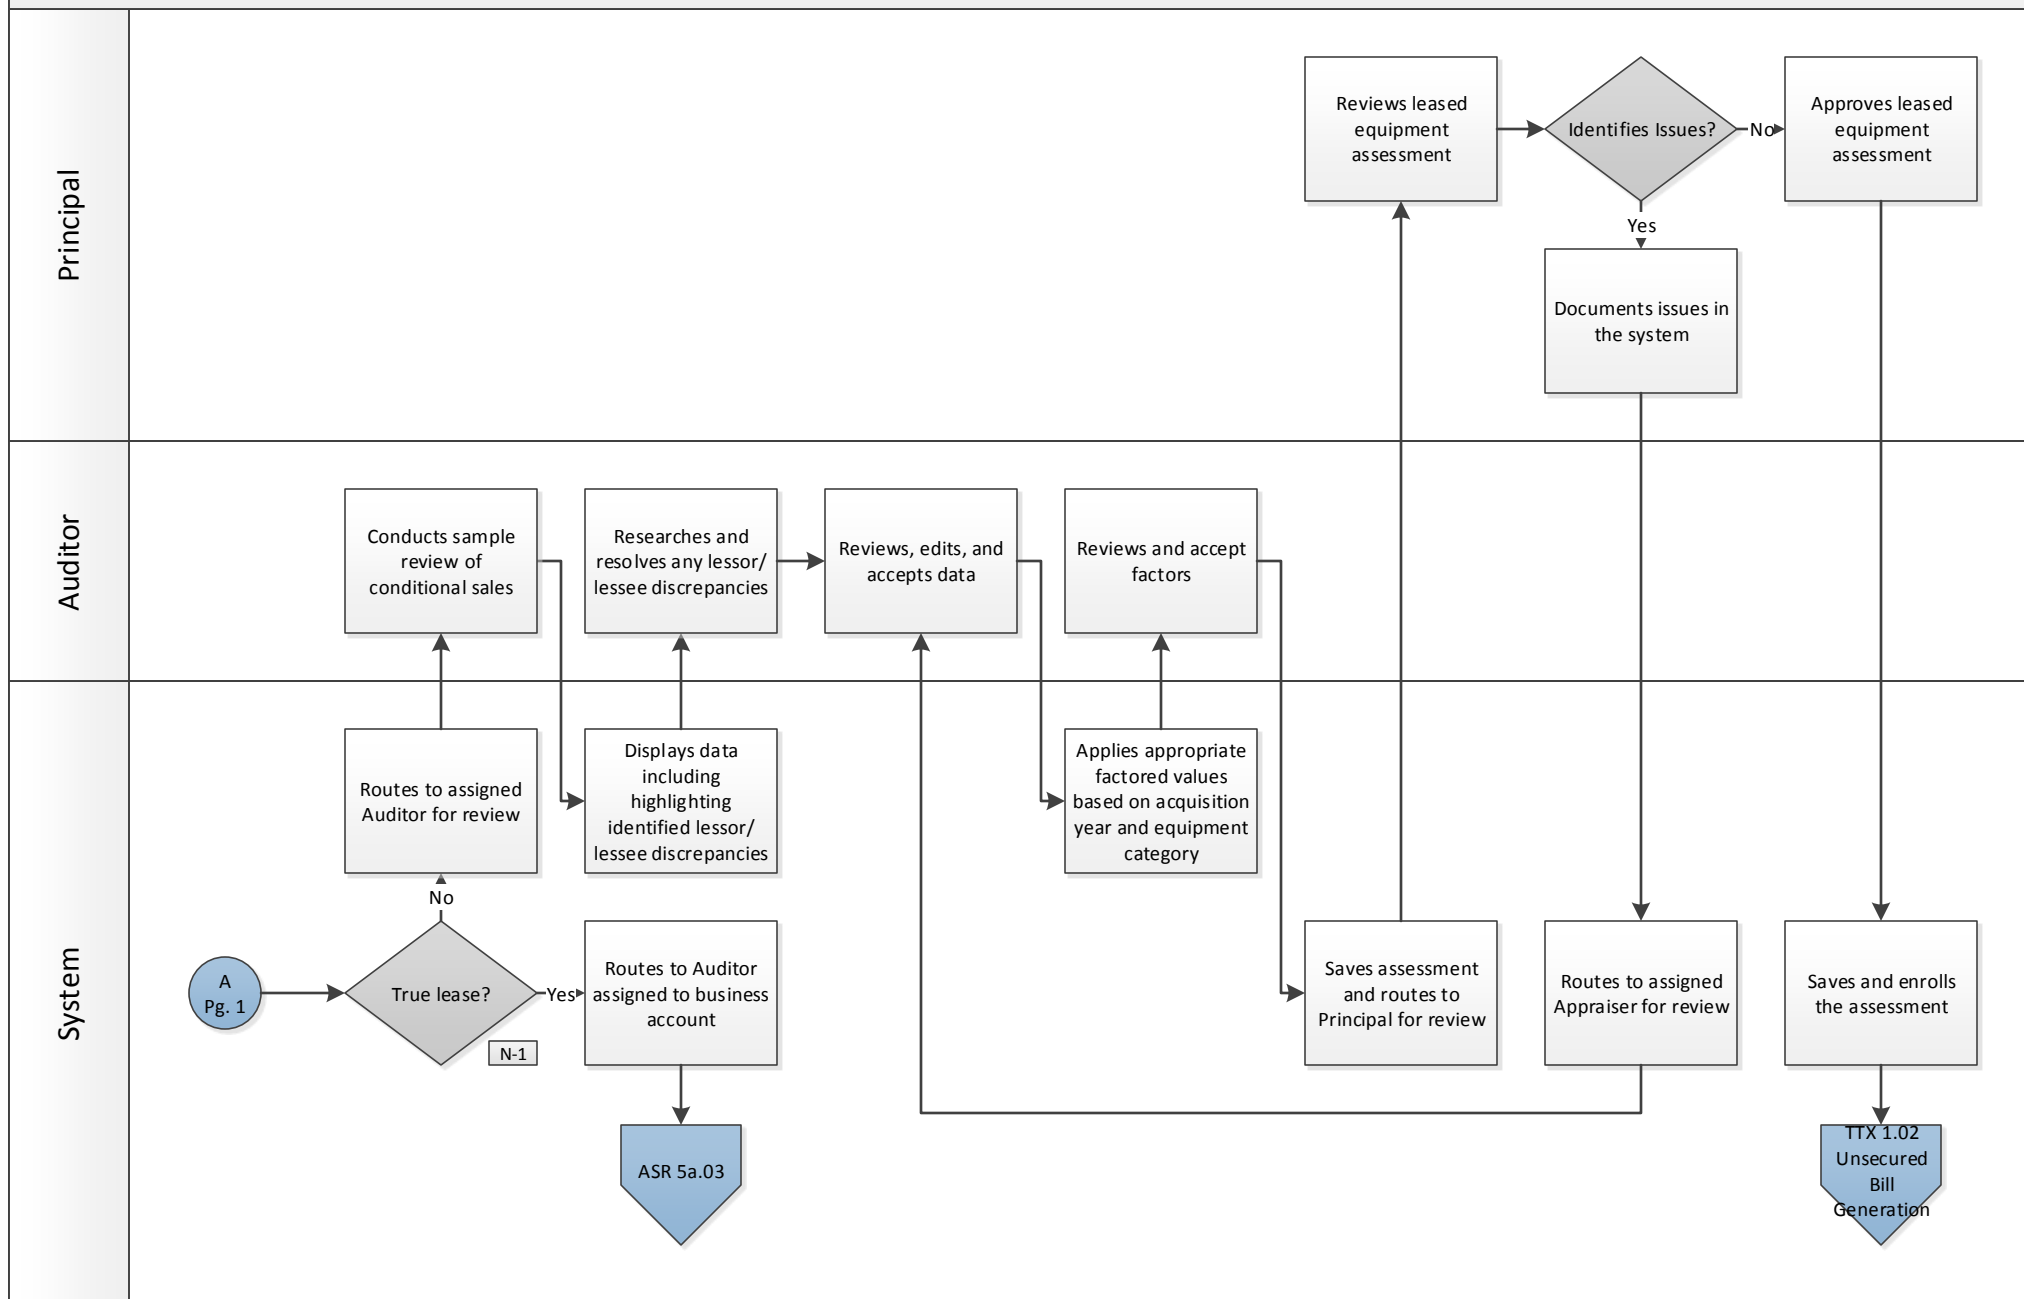 Principal
Reviews leased
equipment
assessment
Identifies Issues?
No
Approves leased
equipment
assessment
Yes
Documents issues in
the system
Auditor
Conducts sample
review of
conditional sales
Researches and
resolves any lessor/
lessee discrepancies
Reviews, edits, and
accepts data
Reviews and accept
factors
System
Routes to assigned
Auditor for review
Displays data
including
highlighting
identified lessor/
lessee discrepancies
Applies appropriate
factored values
based on acquisition
year and equipment
category
No
A
Pg. 1
True lease?
Yes
N-1
Routes to Auditor
assigned to business
account
Saves assessment
and routes to
Principal for review
Routes to assigned
Appraiser for review
Saves and enrolls
the assessment
ASR 5a.03
TTX 1.02
Unsecured
Bill
Generation